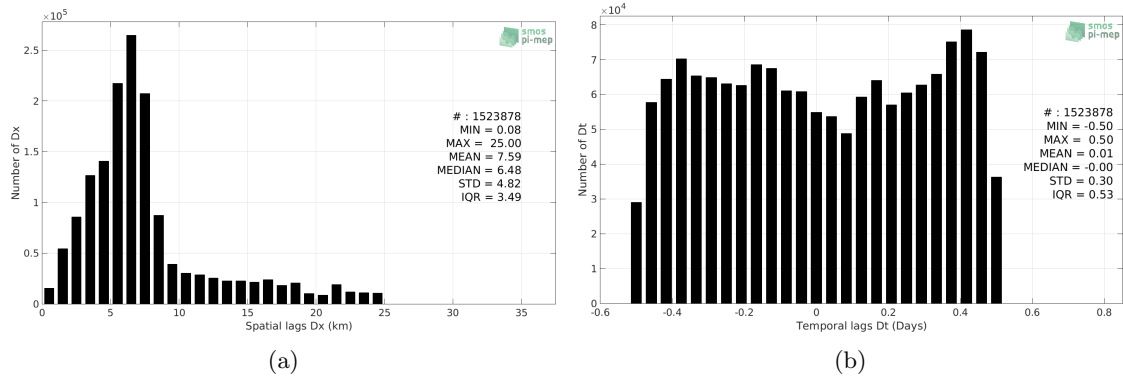 ×10⁵
smos
pi-mep
2.5
2
1.5
1
0.5
0
Number of Dx
# : 1523878
MIN = 0.08
MAX = 25.00
MEAN = 7.59
MEDIAN = 6.48
STD = 4.82
IQR = 3.49
0 5 10 15 20 25 30 35
Spatial lags Dx (km)
(a)
×10⁴
smos
pi-mep
8
7
6
5
4
3
2
1
0
Number of Dt
# : 1523878
MIN = -0.50
MAX = 0.50
MEAN = 0.01
MEDIAN = -0.00
STD = 0.30
IQR = 0.53
-0.6 -0.4 -0.2 0 0.2 0.4 0.6 0.8
Temporal lags Dt (Days)
(b)